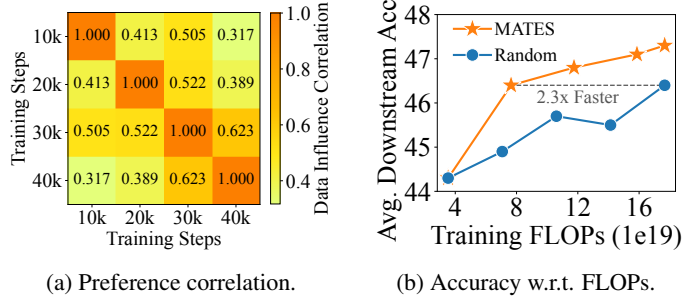 10k
20k
30k
40k
Training Steps
1.000 0.413 0.505 0.317
0.413 1.000 0.522 0.389
0.505 0.522 1.000 0.623
0.317 0.389 0.623 1.000
10k 20k 30k 40k
Training Steps
1.0
0.8
0.6
0.4
Data Influence Correlation
(a) Preference correlation.
Avg. Downstream Acc
48
47
46
45
44
MATES
Random
2.3x Faster
4 8 12 16
Training FLOPs (1e19)
(b) Accuracy w.r.t. FLOPs.